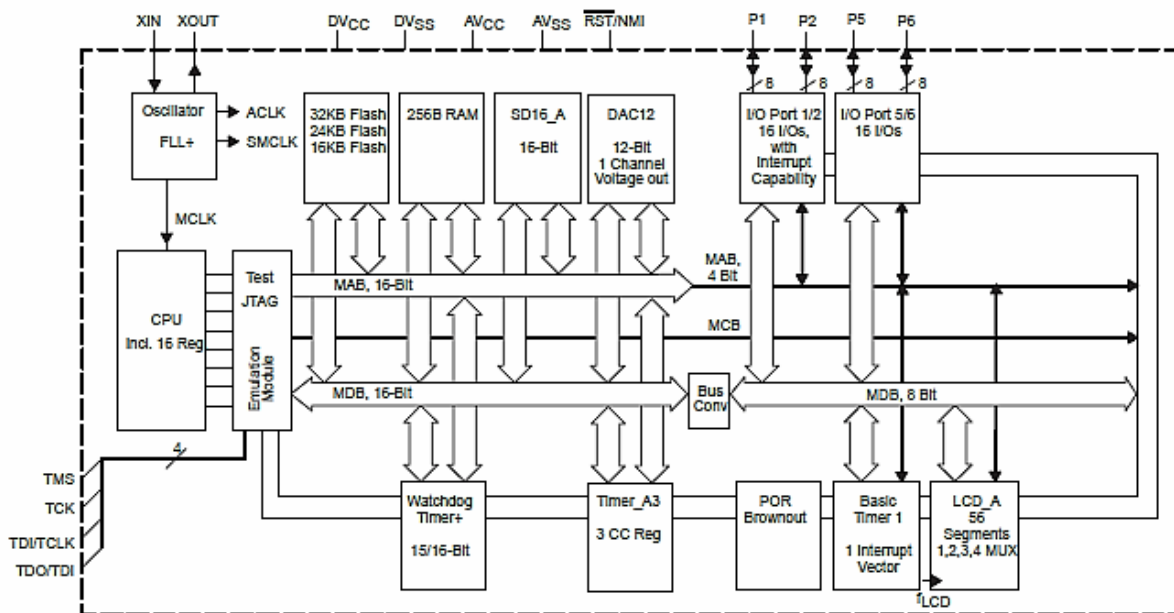 XIN XOUT DVCC DVSS AVCC AVSS RST/NMI P1 P2 P5 P6
8 8 8 8
Oscillator
FLL+
ACLK
SMCLK
32KB Flash
24KB Flash
16KB Flash
256B RAM
SD16_A
16-Bit
DAC12
12-Bit
1 Channel
Voltage out
I/O Port 1/2
16 I/Os,
with
Interrupt
Capability
I/O Port 5/6
16 I/Os
MCLK
CPU
Incl. 16 Reg
Test
JTAG
Emulation
Module
MAB, 16-Bit
MAB,
4 Bit
MCB
MDB, 16-Bit
Bus
Conv
MDB, 8 Bit
4
TMS
TCK
TDI/TCLK
TDO/TDI
Watchdog
Timer+
15/16-Bit
Timer_A3
3 CC Reg
POR
Brownout
Basic
Timer 1
1 Interrupt
Vector
LCD_A
56
Segments
1,2,3,4 MUX
fLCD